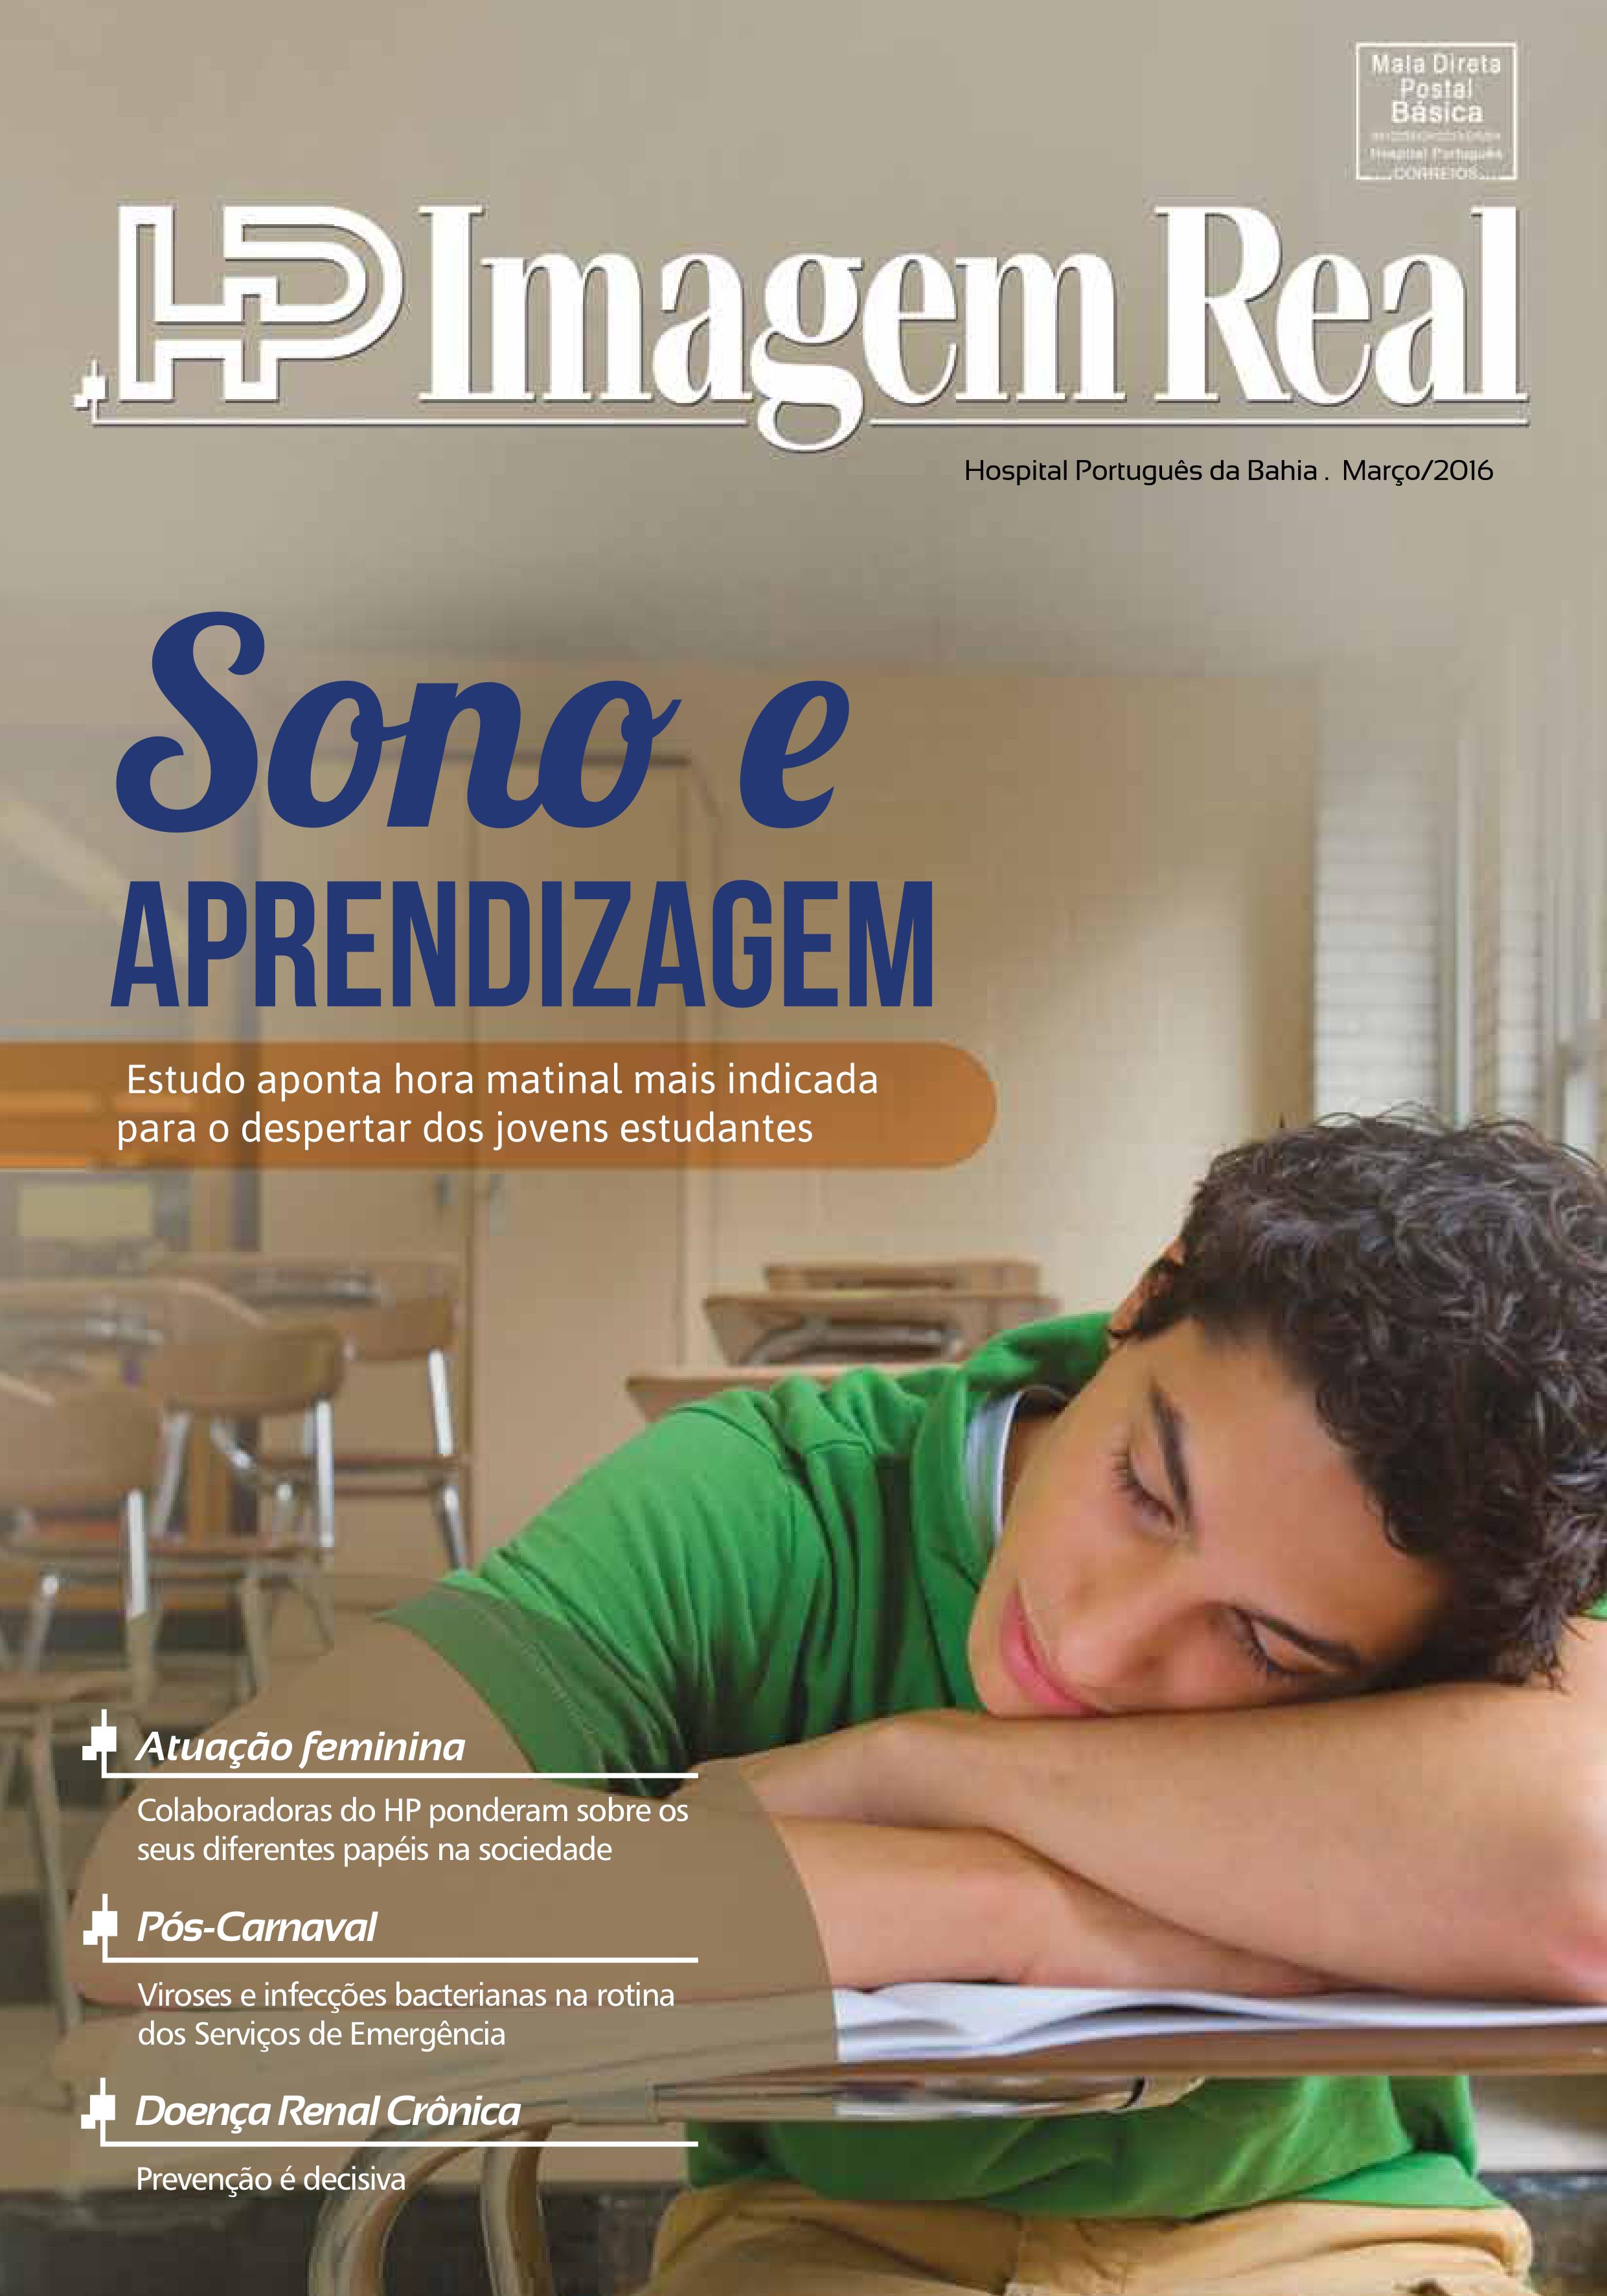 Mala Direta
Postal
Básica
Hospital Português
CORREIOS
HP Imagem Real
Hospital Português da Bahia . Março/2016
Sono e
APRENDIZAGEM
Estudo aponta hora matinal mais indicada
para o despertar dos jovens estudantes
Atuação feminina
Colaboradoras do HP ponderam sobre os
seus diferentes papéis na sociedade
Pós-Carnaval
Viroses e infecções bacterianas na rotina
dos Serviços de Emergência
Doença Renal Crônica
Prevenção é decisiva